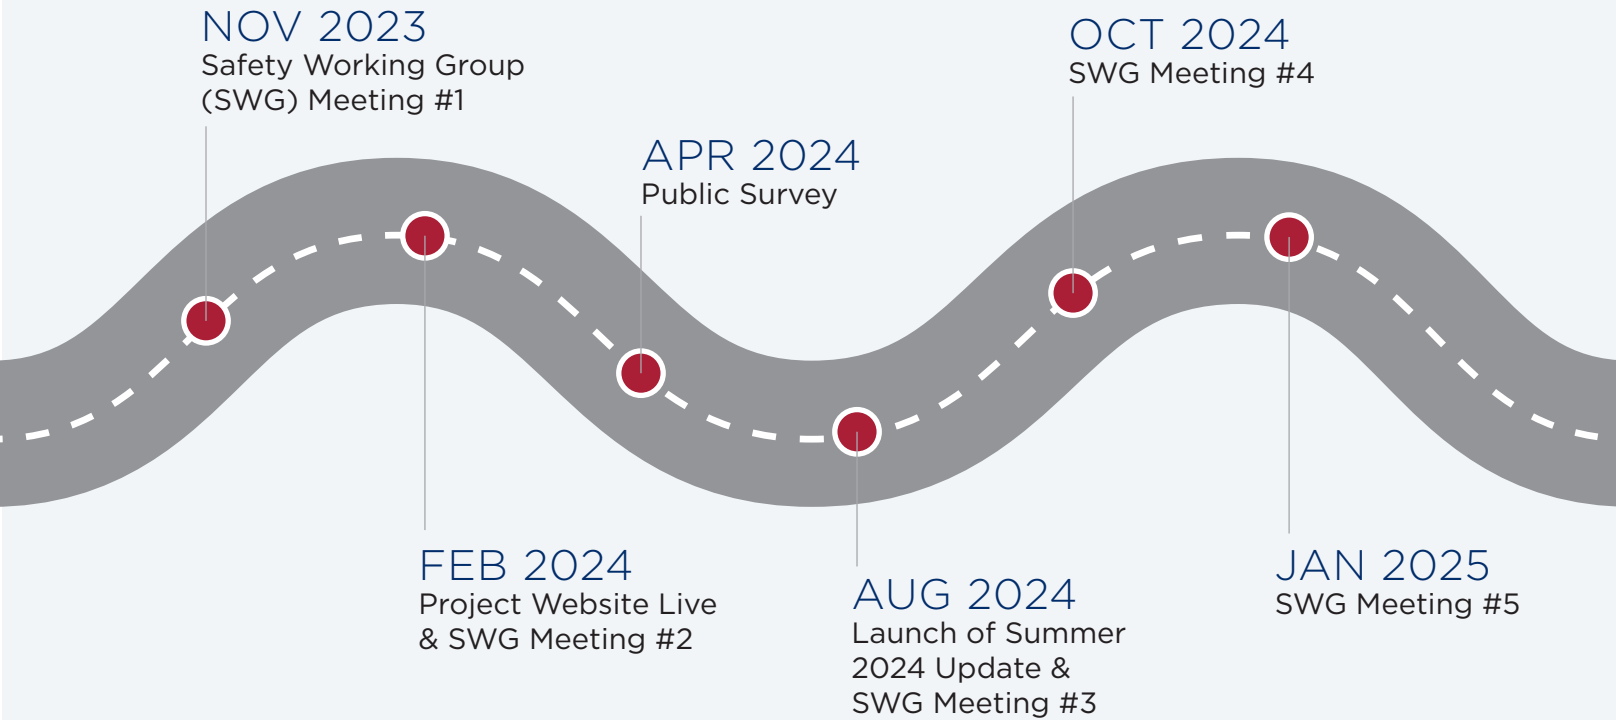 NOV 2023
Safety Working Group
(SWG) Meeting #1
FEB 2024
Project Website Live
& SWG Meeting #2
APR 2024
Public Survey
AUG 2024
Launch of Summer
2024 Update &
SWG Meeting #3
OCT 2024
SWG Meeting #4
JAN 2025
SWG Meeting #5